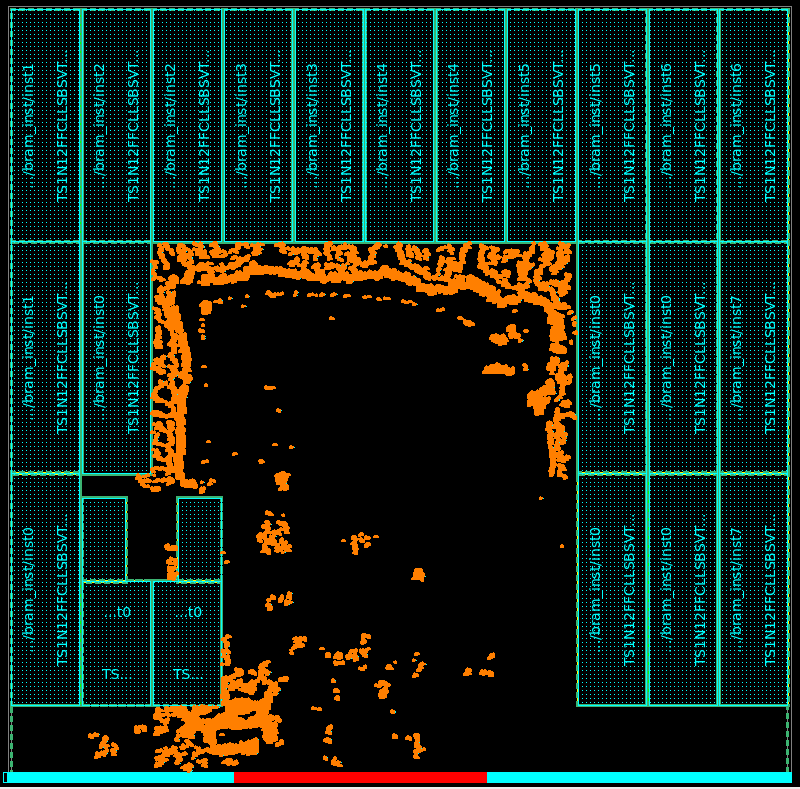 .../bram_inst/inst1
TS1N12FFCLLSBSVT...
.../bram_inst/inst2
TS1N12FFCLLSBSVT...
.../bram_inst/inst2
TS1N12FFCLLSBSVT...
.../bram_inst/inst3
TS1N12FFCLLSBSVT...
.../bram_inst/inst3
TS1N12FFCLLSBSVT...
.../bram_inst/inst4
TS1N12FFCLLSBSVT...
.../bram_inst/inst4
TS1N12FFCLLSBSVT...
.../bram_inst/inst5
TS1N12FFCLLSBSVT...
.../bram_inst/inst5
TS1N12FFCLLSBSVT...
.../bram_inst/inst6
TS1N12FFCLLSBSVT...
.../bram_inst/inst6
TS1N12FFCLLSBSVT...
.../bram_inst/inst1
TS1N12FFCLLSBSVT...
.../bram_inst/inst0
TS1N12FFCLLSBSVT...
.../bram_inst/inst0
TS1N12FFCLLSBSVT...
.../bram_inst/inst0
TS1N12FFCLLSBSVT...
.../bram_inst/inst7
TS1N12FFCLLSBSVT...
.../bram_inst/inst0
TS1N12FFCLLSBSVT...
...t0
TS...
...t0
TS...
.../bram_inst/inst0
TS1N12FFCLLSBSVT...
.../bram_inst/inst0
TS1N12FFCLLSBSVT...
.../bram_inst/inst7
TS1N12FFCLLSBSVT...